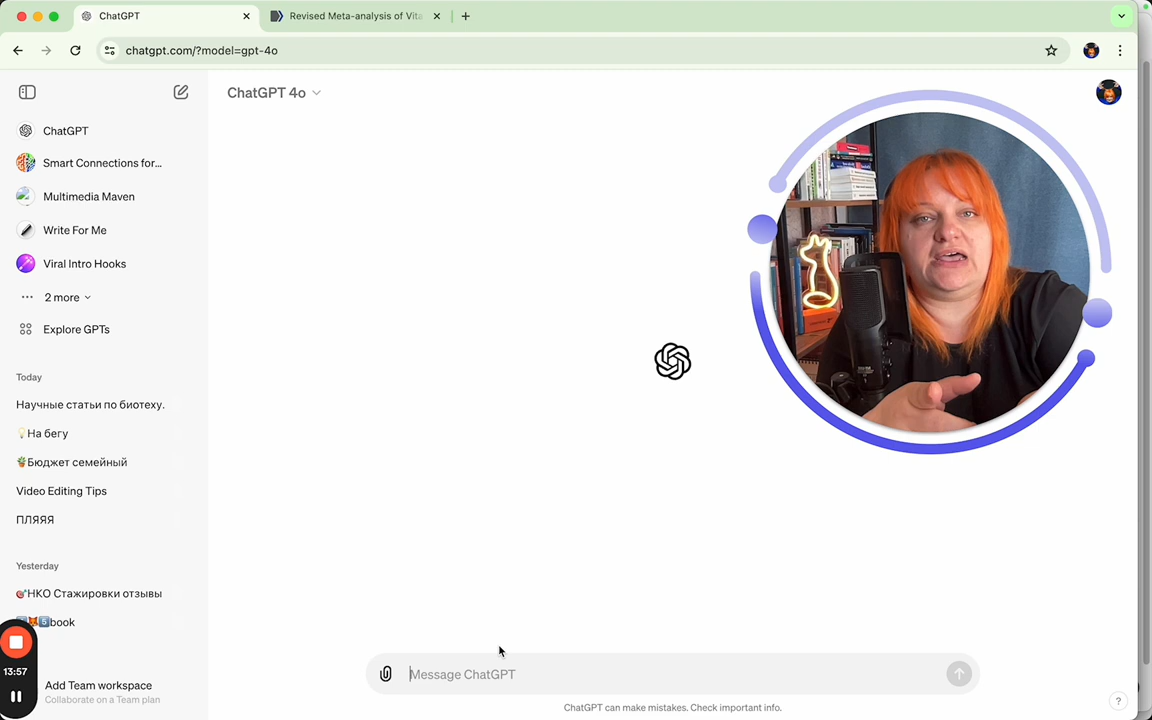 ChatGPT
Revised Meta-analysis of Vita
chatgpt.com/?model=gpt-4o
ChatGPT 4o
ChatGPT
Smart Connections for...
Multimedia Maven
Write For Me
Viral Intro Hooks
2 more
Explore GPTs
Today
Научные статьи по биотеху.
💡На бегу
🪴Бюджет семейный
Video Editing Tips
ПЛЯЯЯ
Yesterday
🎯НКО Стажировки отзывы
🦊5️⃣book
13:57
Add Team workspace
Collaborate on a Team plan
Message ChatGPT
ChatGPT can make mistakes. Check important info.
?